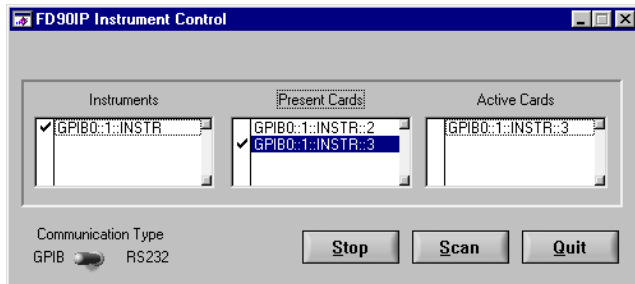 FD90IP Instrument Control
Instruments Present Cards Active Cards
GPIB0::1::INSTR GPIB0::1::INSTR::2 GPIB0::1::INSTR::3
GPIB0::1::INSTR::3
Communication Type
GPIB RS232
Stop Scan Quit